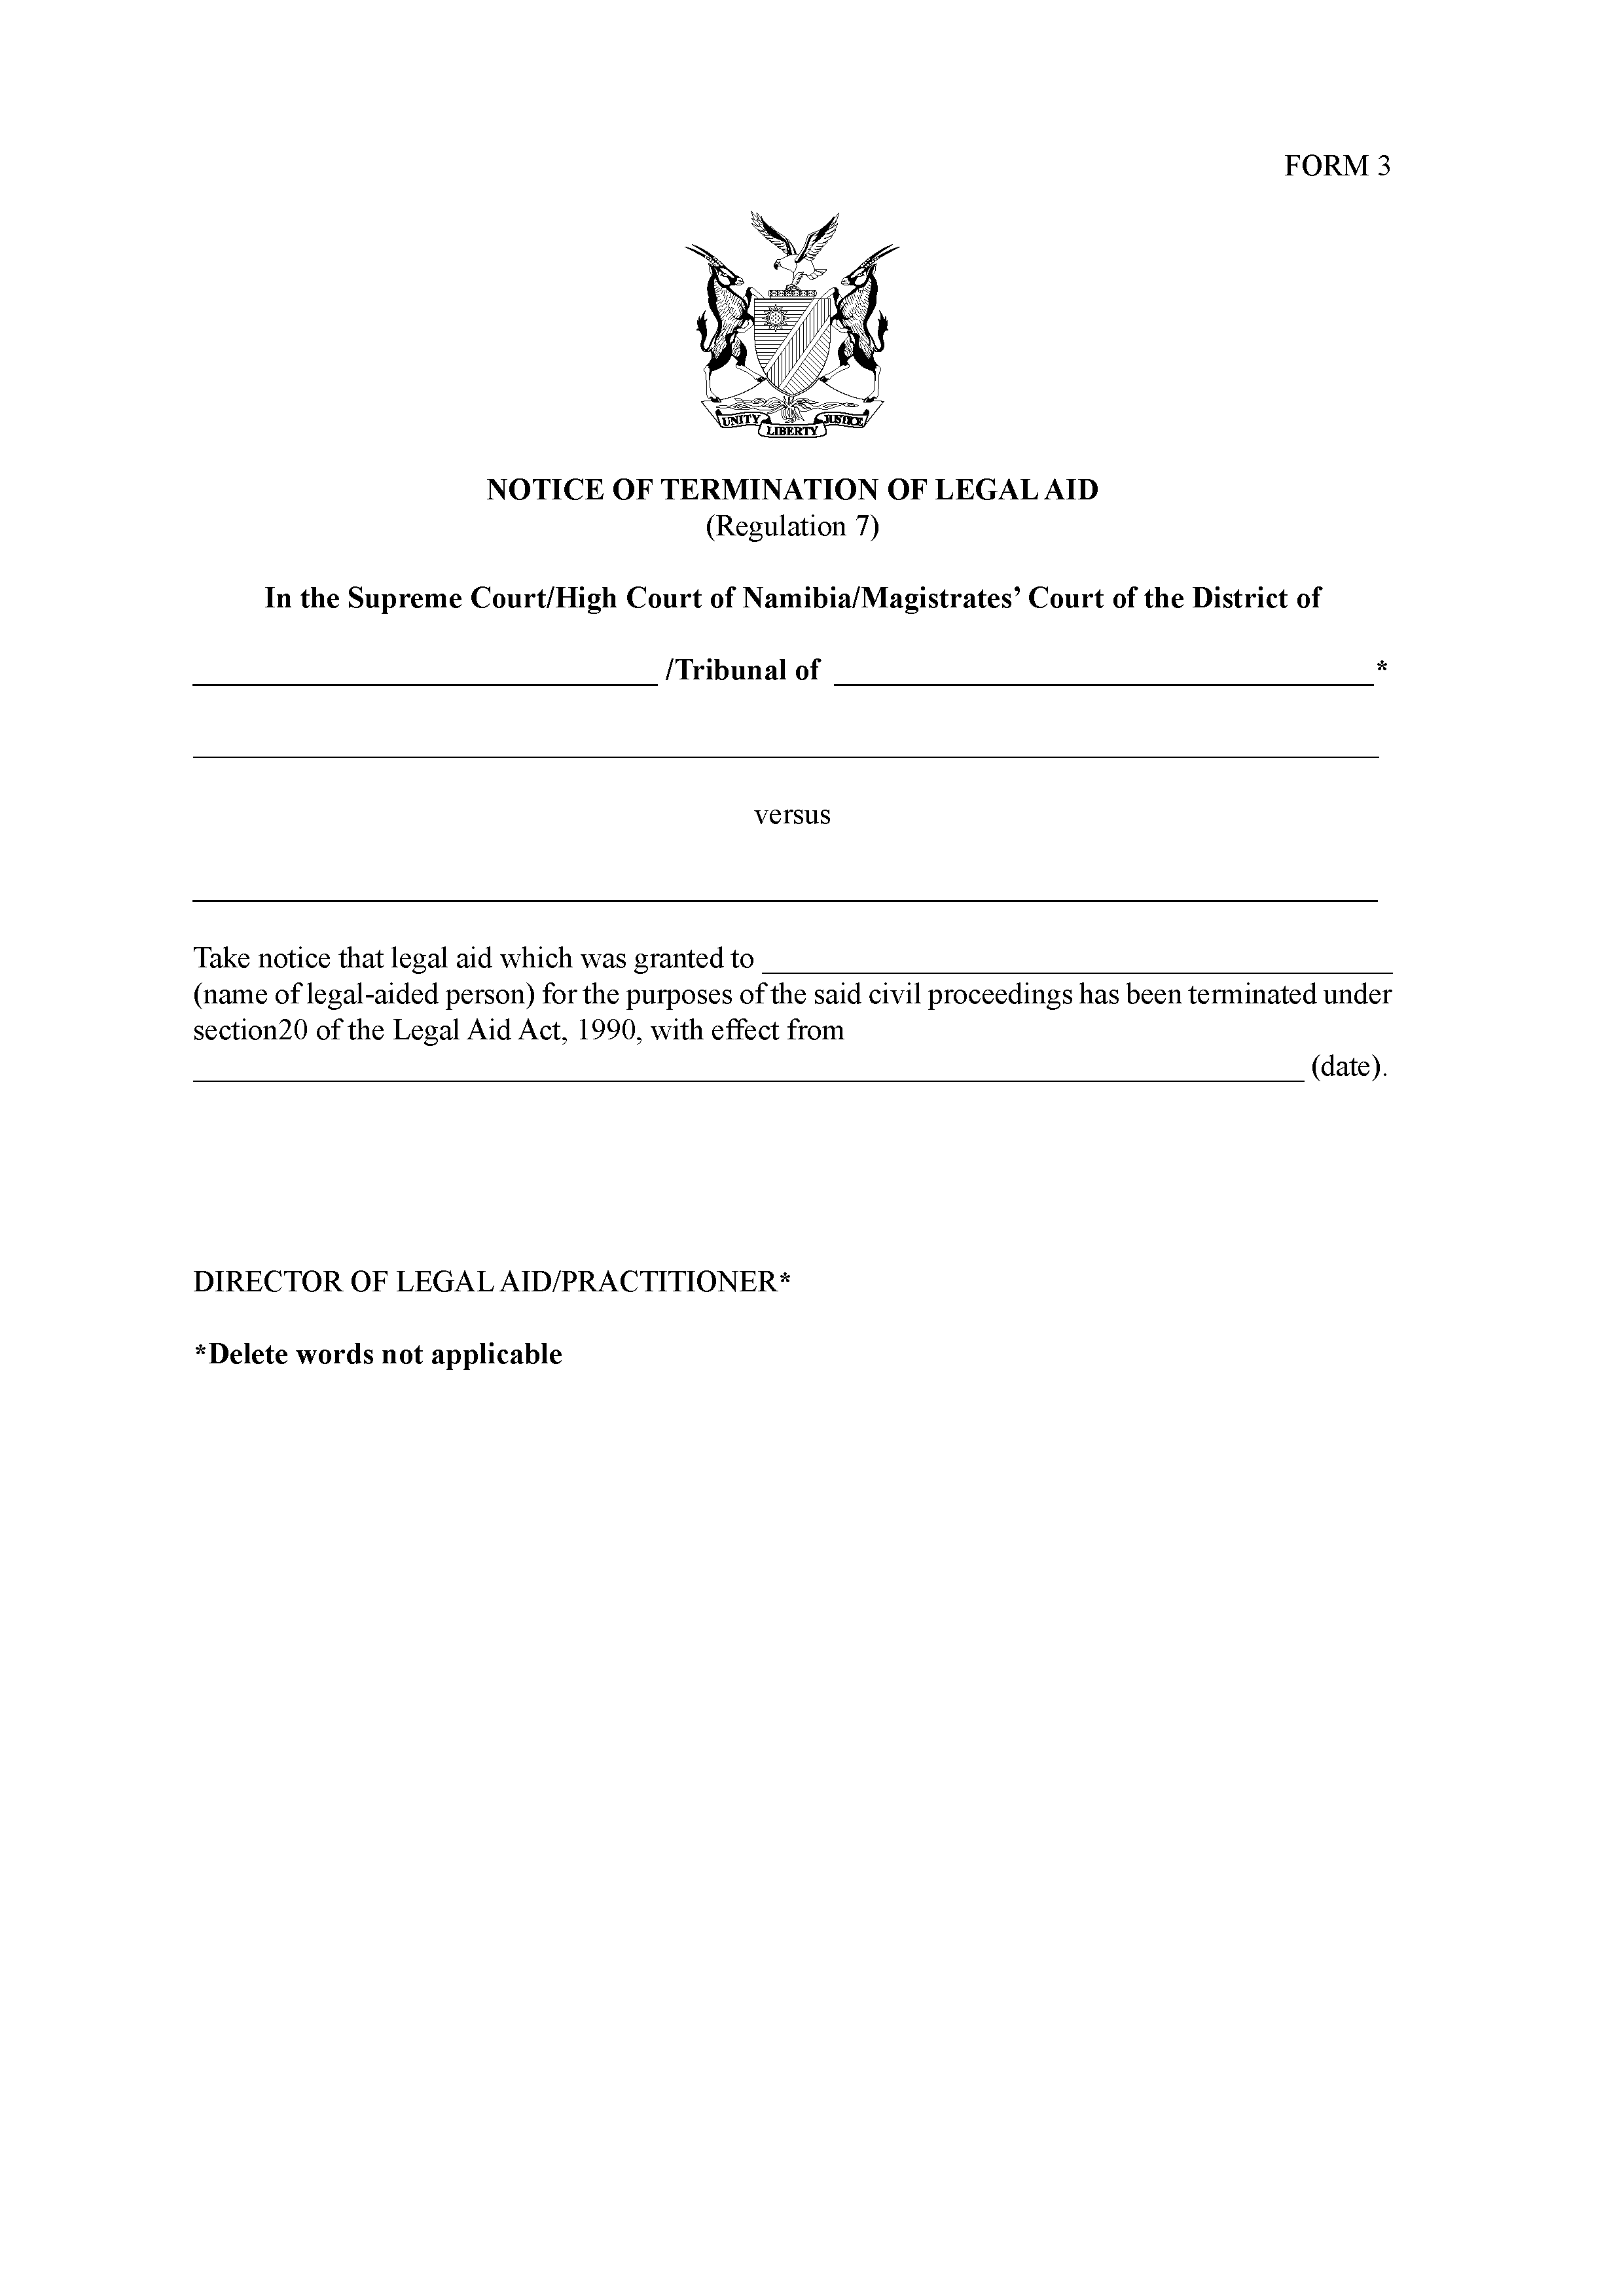 FORM 3
UNITY
LIBERTY
JUSTICE
NOTICE OF TERMINATION OF LEGAL AID
(Regulation 7)
In the Supreme Court/High Court of Namibia/Magistrates’ Court of the District of
/Tribunal of *
versus
Take notice that legal aid which was granted to
(name of legal-aided person) for the purposes of the said civil proceedings has been terminated under
section20 of the Legal Aid Act, 1990, with effect from
(date).
DIRECTOR OF LEGAL AID/PRACTITIONER*
*Delete words not applicable